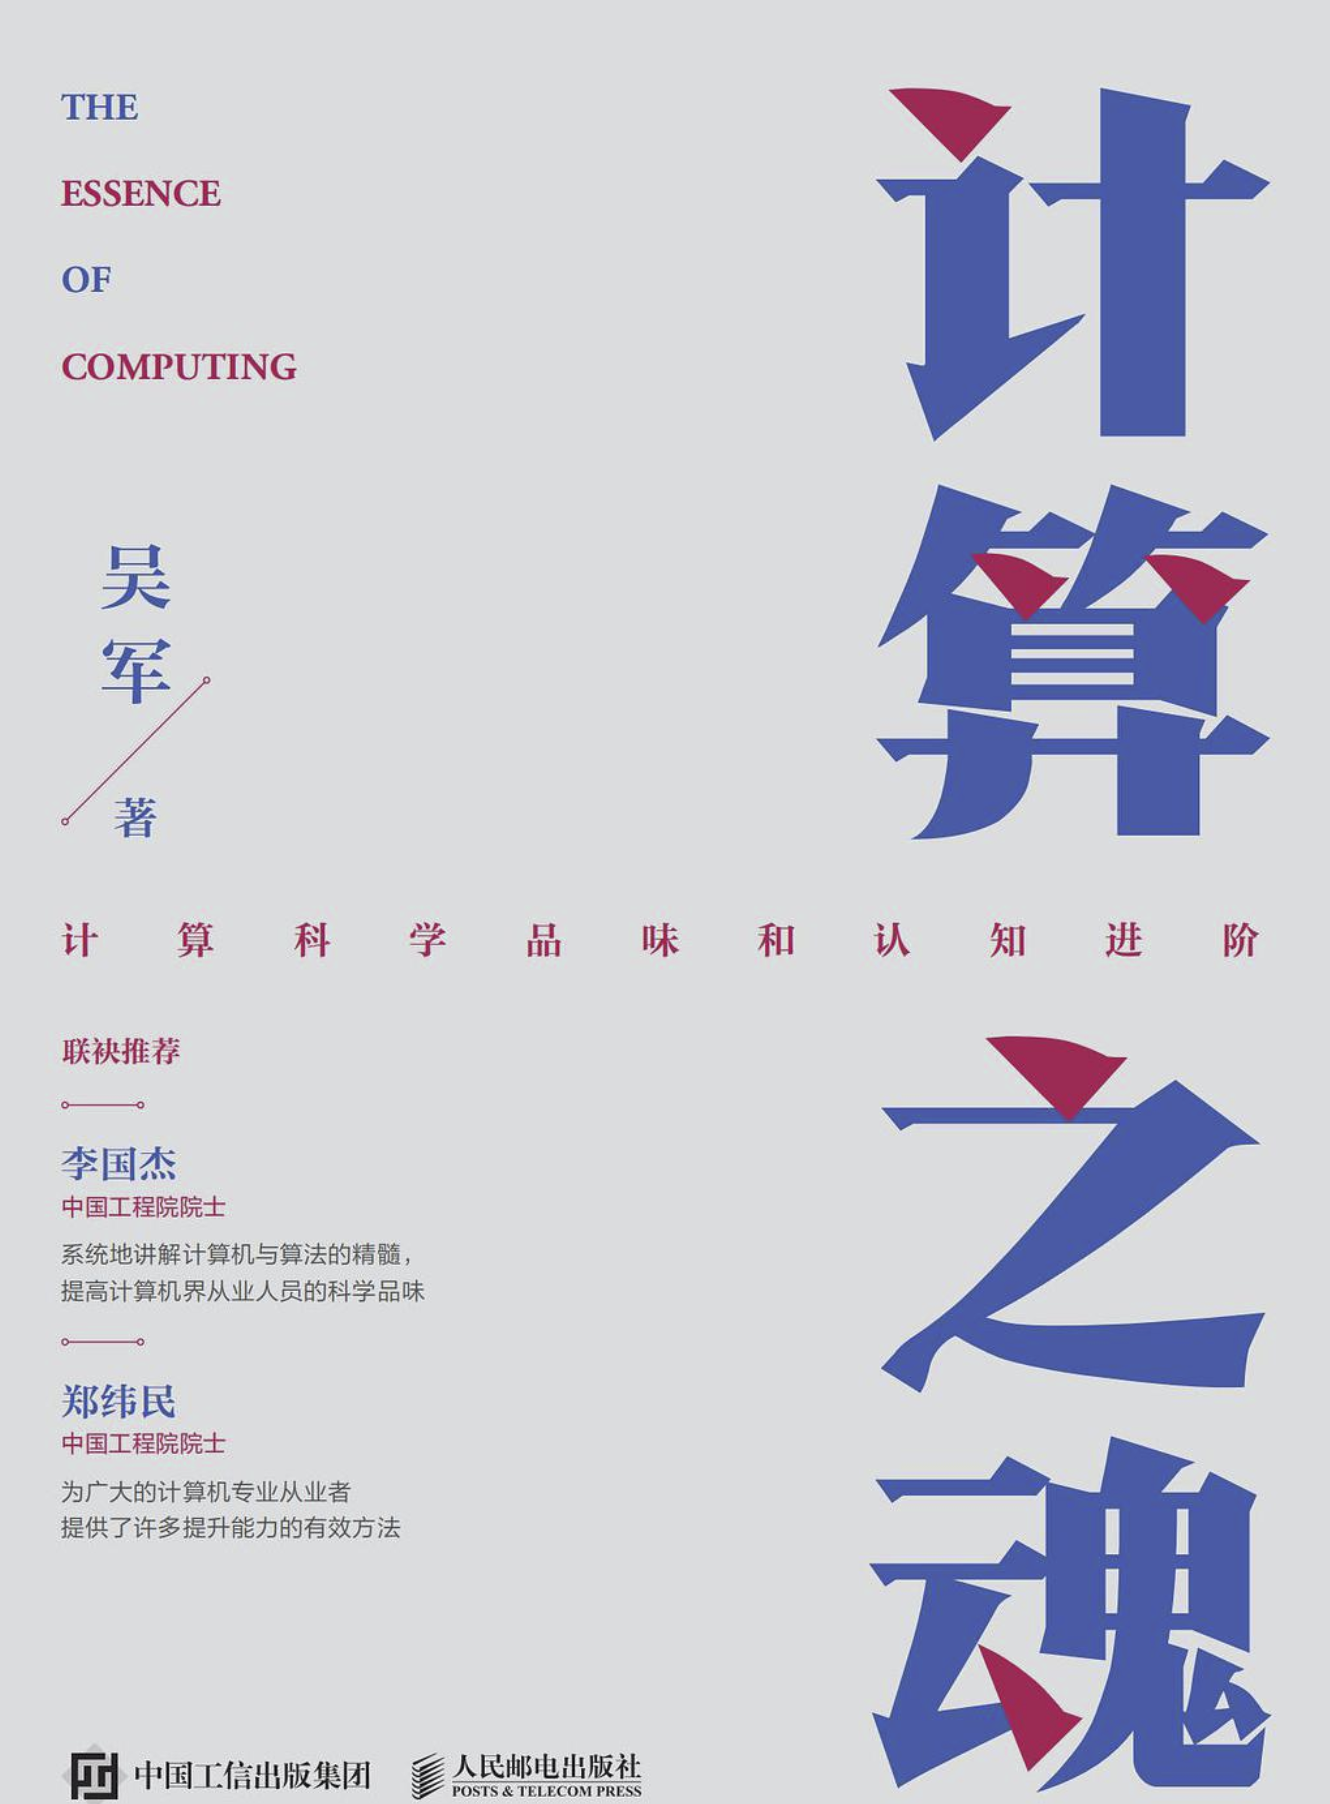 THE
ESSENCE
OF
COMPUTING
计算之魂
吴军
著
计算科学品味和认知进阶
联袂推荐
李国杰
中国工程院院士
系统地讲解计算机与算法的精髓，
提高计算机界从业人员的科学品味
郑纬民
中国工程院院士
为广大的计算机专业从业者
提供了许多提升能力的有效方法
中国工信出版集团
人民邮电出版社
POSTS & TELECOM PRESS